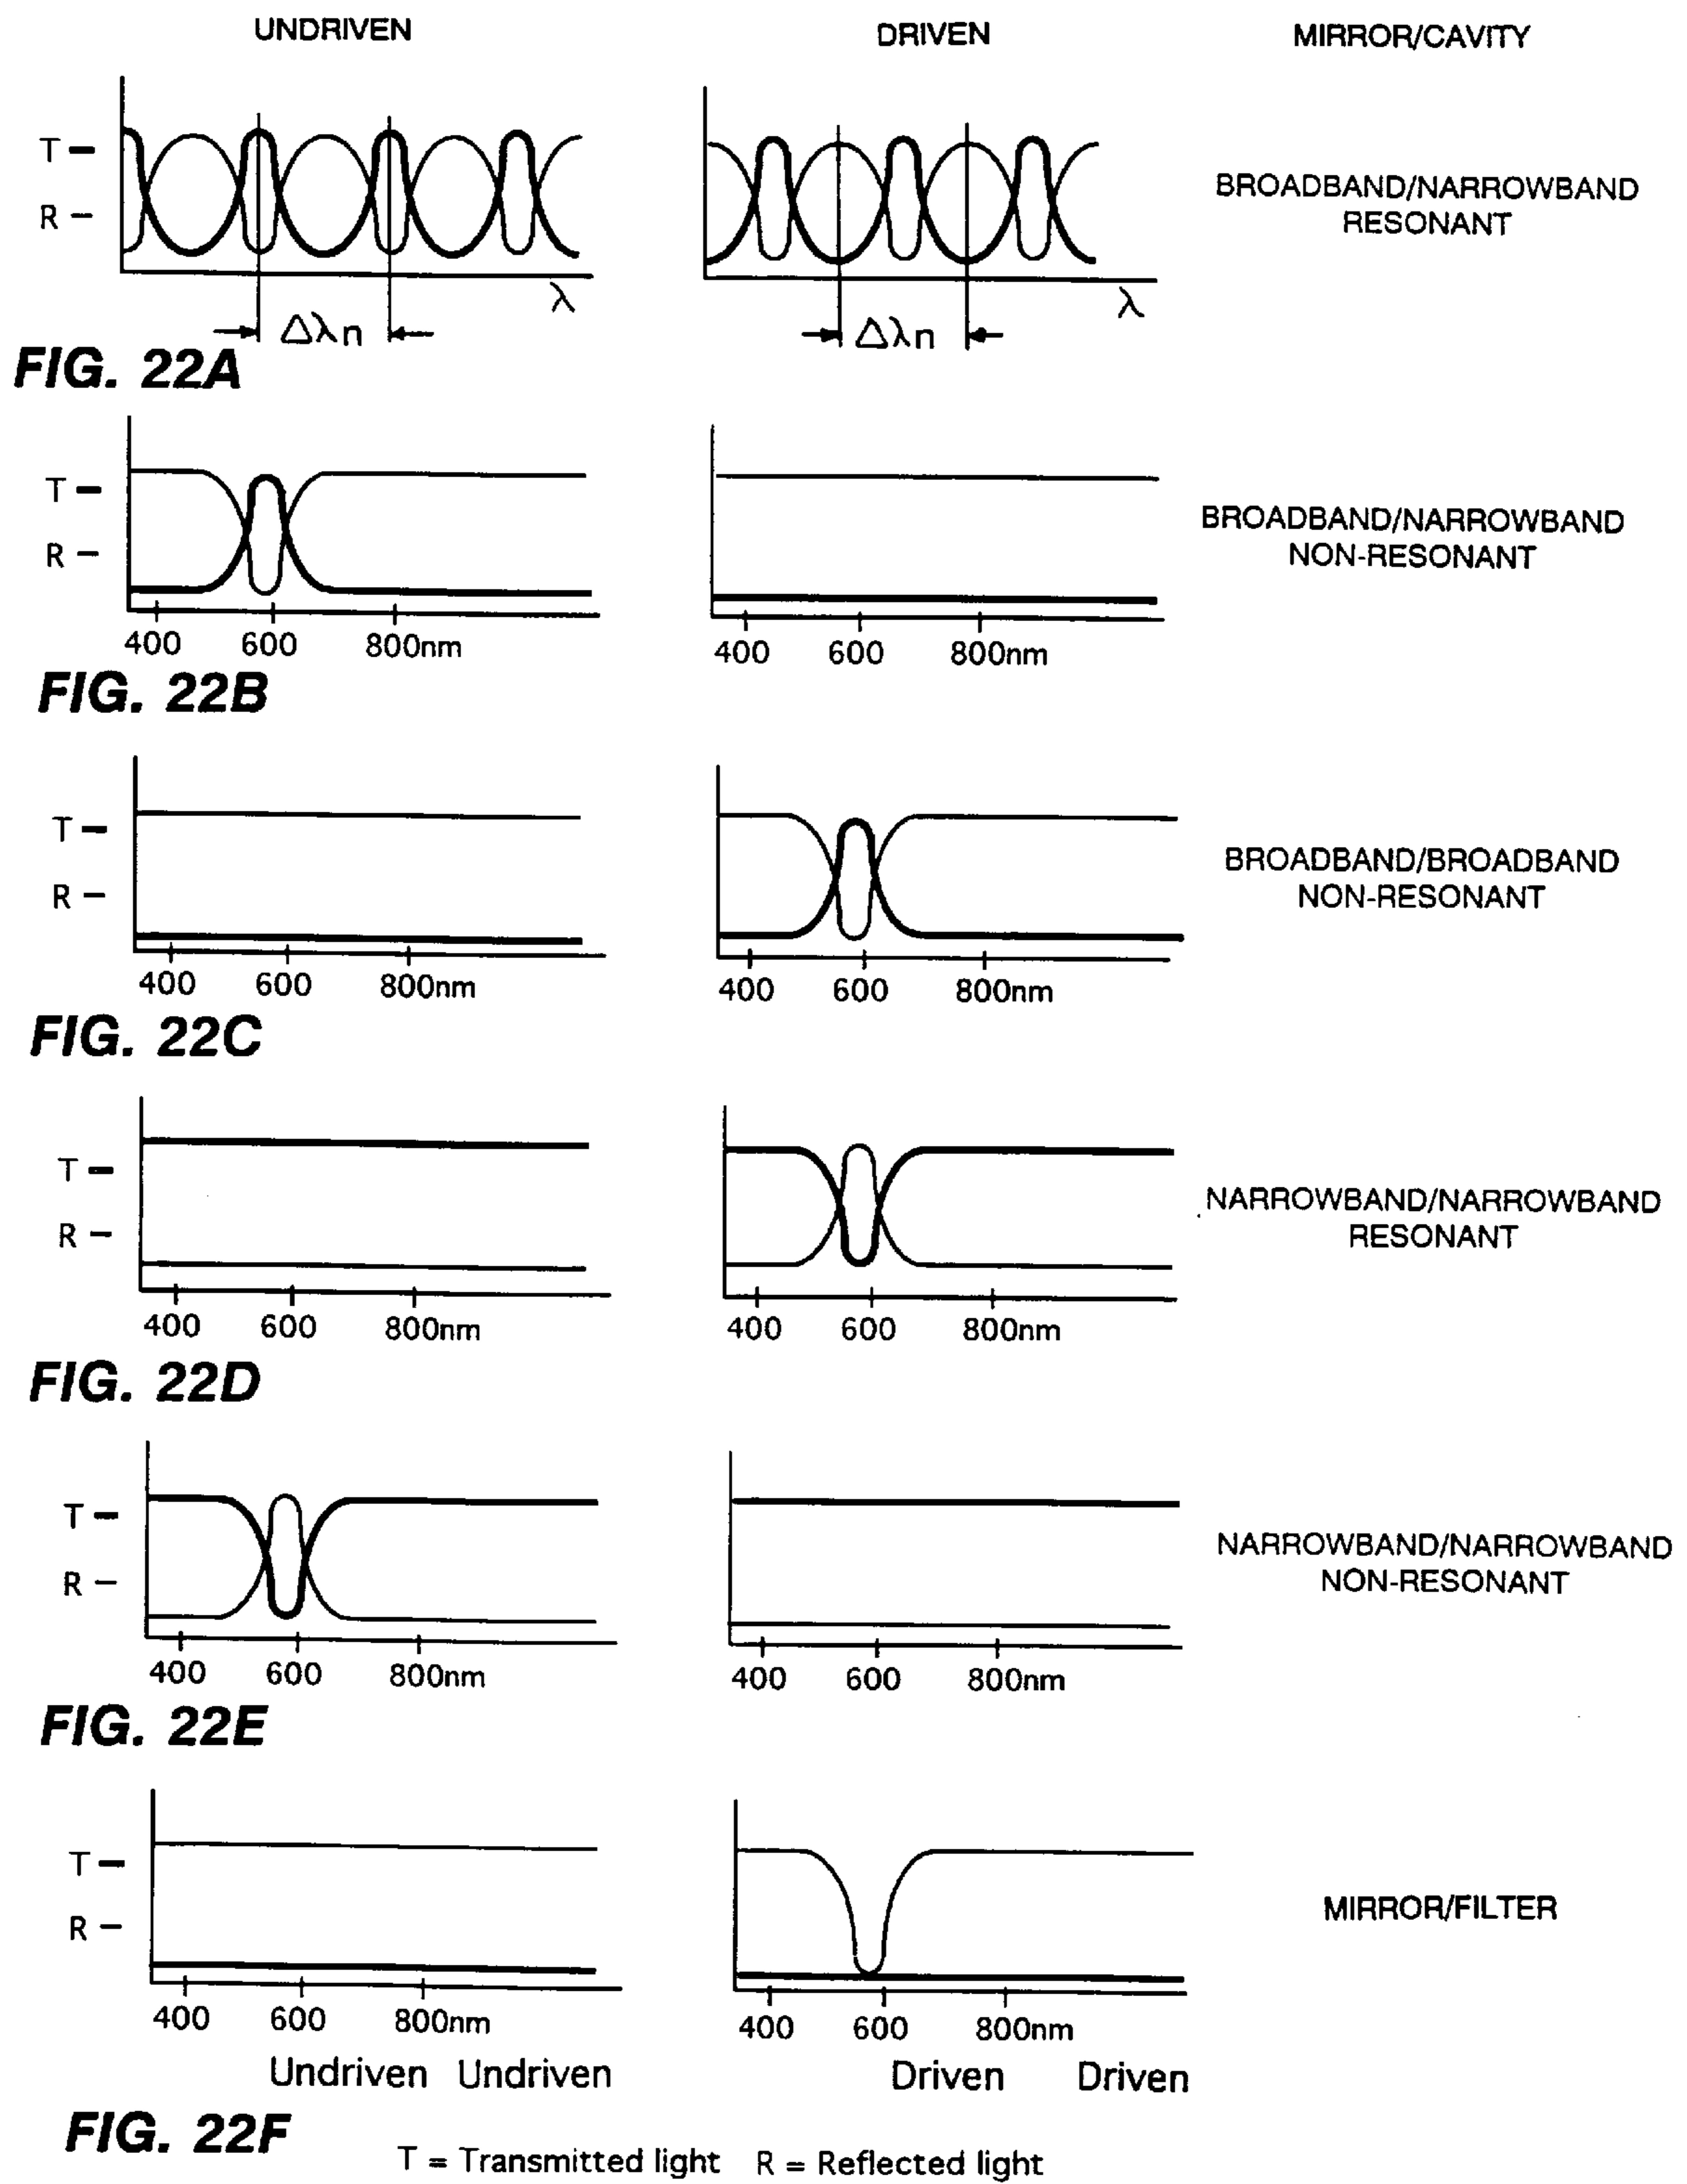 UNDRIVEN
DRIVEN
MIRROR/CAVITY
T
R
BROADBAND/NARROWBAND
RESONANT
λ
λ
Δλn
Δλn
FIG. 22A
T
R
BROADBAND/NARROWBAND
NON-RESONANT
400 600 800nm
400 600 800nm
FIG. 22B
T
R
BROADBAND/BROADBAND
NON-RESONANT
400 600 800nm
400 600 800nm
FIG. 22C
T
R
NARROWBAND/NARROWBAND
RESONANT
400 600 800nm
400 600 800nm
FIG. 22D
T
R
NARROWBAND/NARROWBAND
NON-RESONANT
400 600 800nm
400 600 800nm
FIG. 22E
T
R
MIRROR/FILTER
400 600 800nm
400 600 800nm
Undriven Undriven
Driven Driven
FIG. 22F
T = Transmitted light R = Reflected light